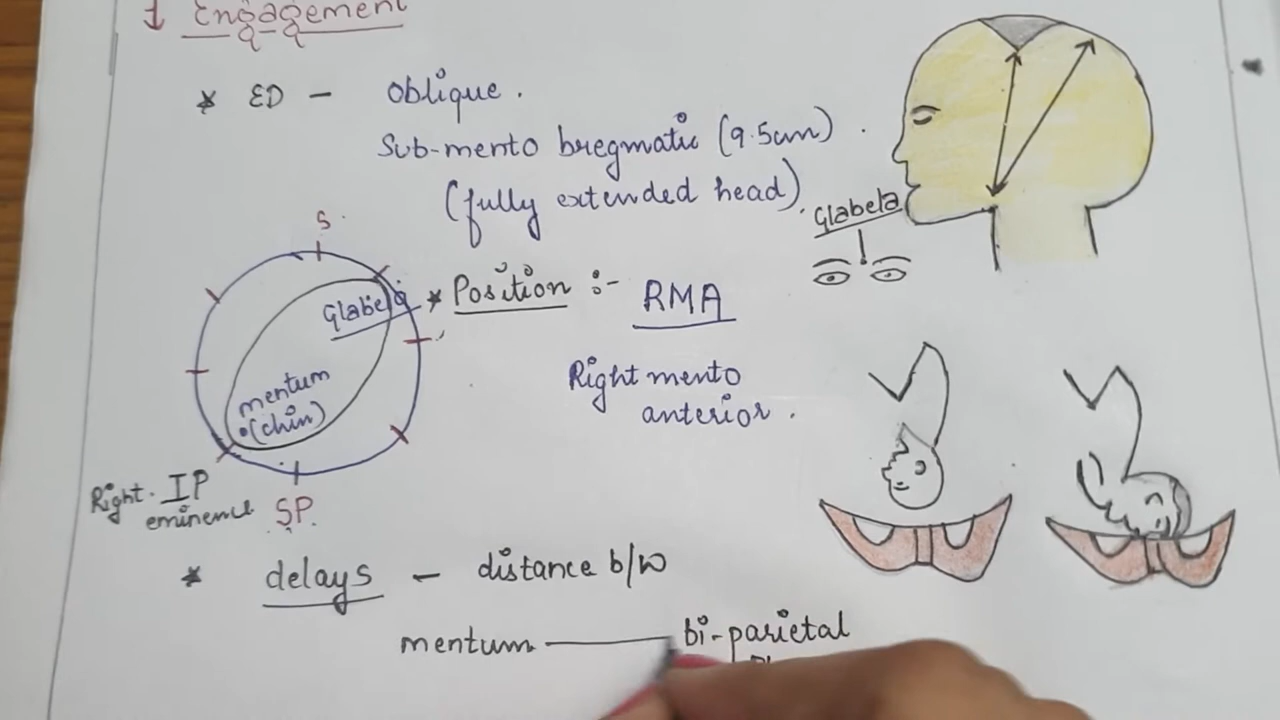 1 Engagement
* ED - Oblique.
Sub-mento bregmatic (9.5cm).
(fully extended head).
Glabela
S.
Glabela
* Position :- RMA
mentum
(chin)
Right mento
anterior.
Right. IP
eminence
SP.
* delays - distance b/w
mentum — bi-parietal